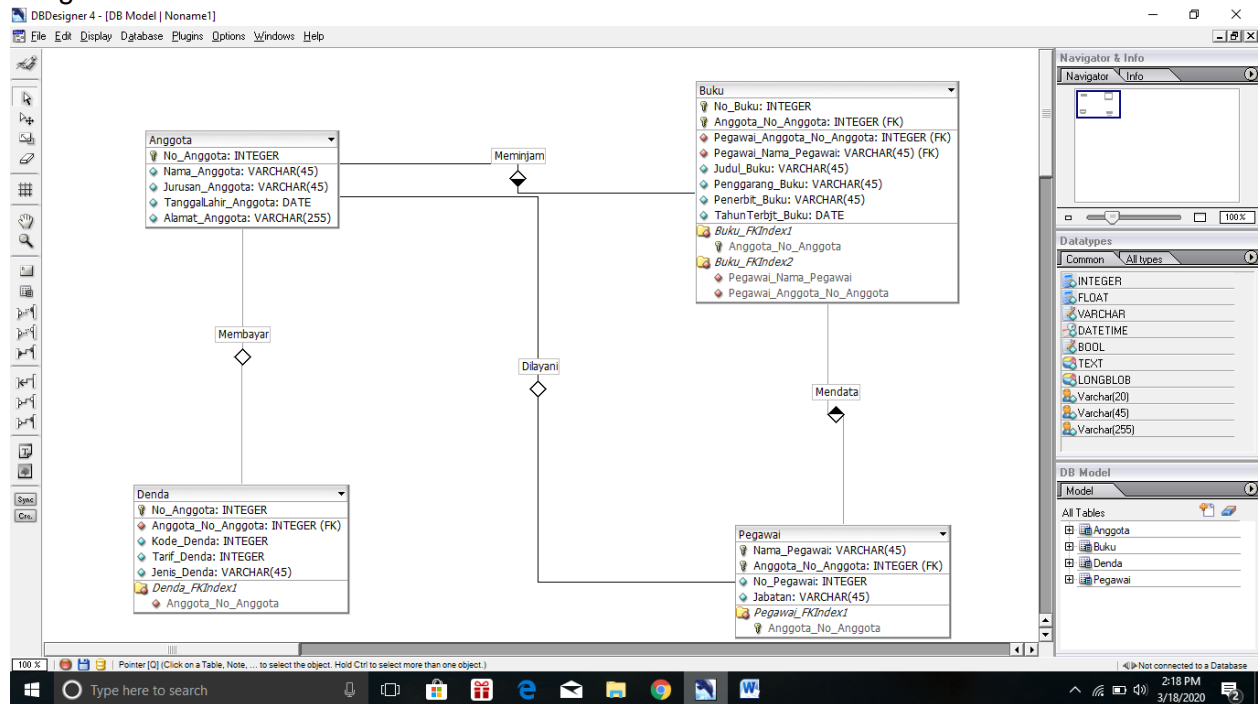 DBDesigner 4 - [DB Model | Noname1]
File Edit Display Database Plugins Options Windows Help
Anggota
No_Anggota: INTEGER
Nama_Anggota: VARCHAR(45)
Jurusan_Anggota: VARCHAR(45)
TanggalLahir_Anggota: DATE
Alamat_Anggota: VARCHAR(255)
Meminjam
Buku
No_Buku: INTEGER
Anggota_No_Anggota: INTEGER (FK)
Pegawai_Anggota_No_Anggota: INTEGER (FK)
Pegawai_Nama_Pegawai: VARCHAR(45) (FK)
Judul_Buku: VARCHAR(45)
Penggarang_Buku: VARCHAR(45)
Penerbit_Buku: VARCHAR(45)
TahunTerbjt_Buku: DATE
Buku_FKIndex1
Anggota_No_Anggota
Buku_FKIndex2
Pegawai_Nama_Pegawai
Pegawai_Anggota_No_Anggota
Membayar
Dilayani
Mendata
Denda
No_Anggota: INTEGER
Anggota_No_Anggota: INTEGER (FK)
Kode_Denda: INTEGER
Tarif_Denda: INTEGER
Jenis_Denda: VARCHAR(45)
Denda_FKIndex1
Anggota_No_Anggota
Pegawai
Nama_Pegawai: VARCHAR(45)
Anggota_No_Anggota: INTEGER (FK)
No_Pegawai: INTEGER
Jabatan: VARCHAR(45)
Pegawai_FKIndex1
Anggota_No_Anggota
Navigator & Info
Navigator Info
100%
Datatypes
Common All types
INTEGER
FLOAT
VARCHAR
DATETIME
BOOL
TEXT
LONGBLOB
Varchar(20)
Varchar(45)
Varchar(255)
DB Model
Model
All Tables
Anggota
Buku
Denda
Pegawai
Sync
Cre.
100 % Pointer [Q] (Click on a Table, Note, ... to select the object. Hold Ctrl to select more than one object.) Not connected to a Database
Type here to search
2:18 PM
3/18/2020
2